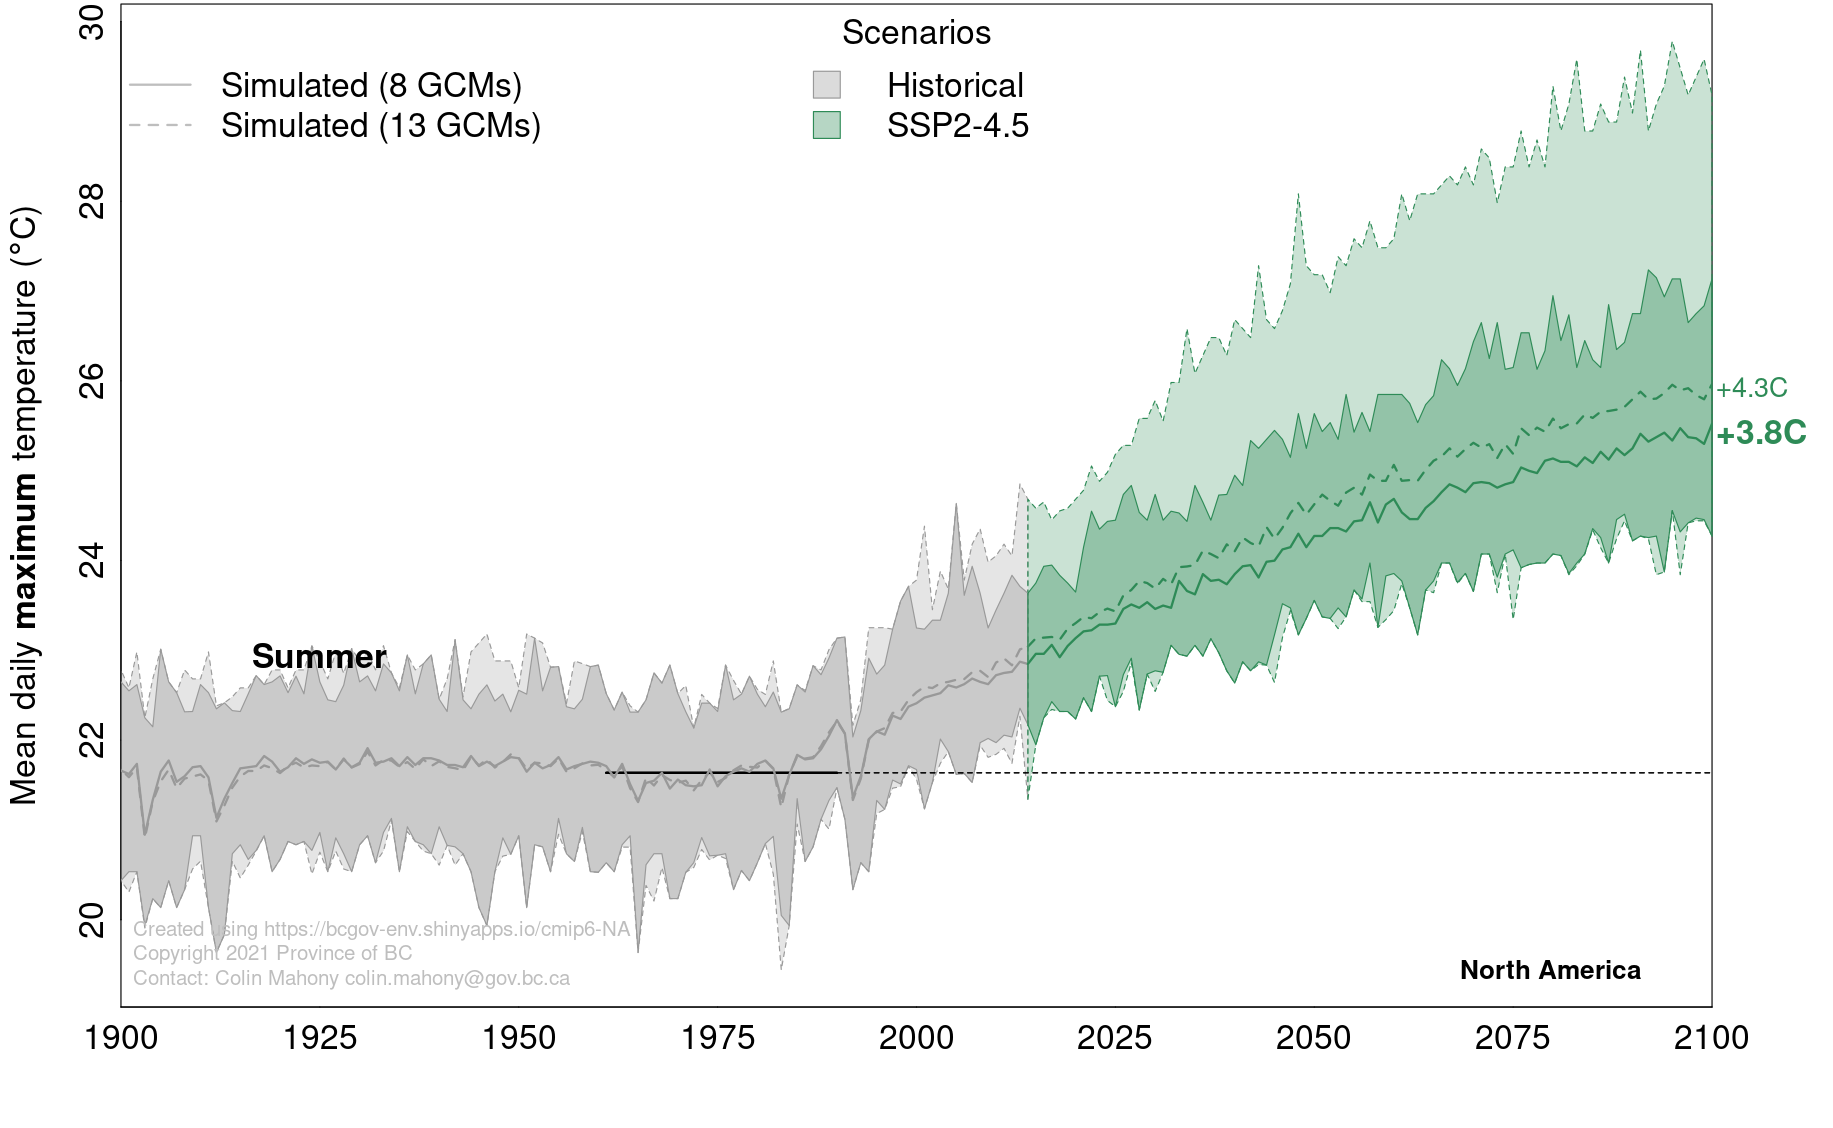 Scenarios
Simulated (8 GCMs)
Simulated (13 GCMs)
Historical
SSP2-4.5
Mean daily maximum temperature (°C)
30
28
26
24
22
20
Summer
+4.3C
+3.8C
Created using https://bcgov-env.shinyapps.io/cmip6-NA
Copyright 2021 Province of BC
Contact: Colin Mahony colin.mahony@gov.bc.ca
North America
1900 1925 1950 1975 2000 2025 2050 2075 2100